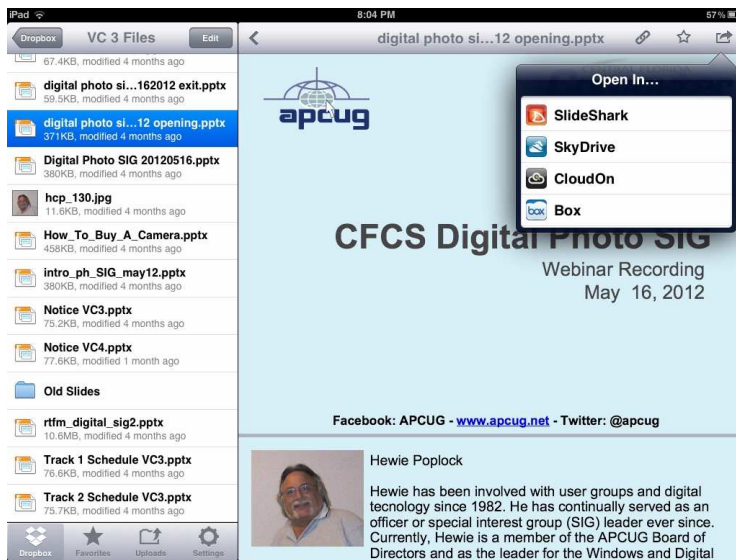 iPad 8:04 PM 57%
Dropbox VC 3 Files Edit
67.4KB, modified 4 months ago
digital photo si...162012 exit.pptx
59.5KB, modified 4 months ago
digital photo si...12 opening.pptx
371KB, modified 4 months ago
Digital Photo SIG 20120516.pptx
380KB, modified 4 months ago
hcp_130.jpg
11.6KB, modified 4 months ago
How_To_Buy_A_Camera.pptx
458KB, modified 4 months ago
intro_ph_SIG_may12.pptx
380KB, modified 4 months ago
Notice VC3.pptx
75.2KB, modified 4 months ago
Notice VC4.pptx
77.6KB, modified 1 month ago
Old Slides
rtfm_digital_sig2.pptx
10.6MB, modified 4 months ago
Track 1 Schedule VC3.pptx
76.6KB, modified 4 months ago
Track 2 Schedule VC3.pptx
75.7KB, modified 4 months ago
Dropbox Favorites Uploads Settings
digital photo si...12 opening.pptx
CENTRAL FLORIDA
Open In...
SlideShark
SkyDrive
CloudOn
box Box
apcug
CFCS Digital Photo SIG
Webinar Recording
May 16, 2012
Facebook: APCUG - www.apcug.net - Twitter: @apcug
Hewie Poplock
Hewie has been involved with user groups and digital
tecnology since 1982. He has continually served as an
officer or special interest group (SIG) leader ever since.
Currently, Hewie is a member of the APCUG Board of
Directors and as the leader for the Windows and Digital